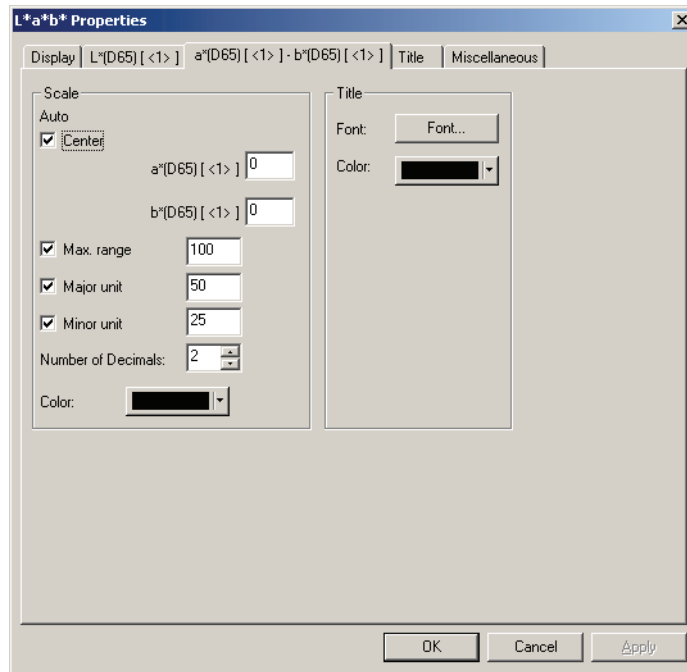 L*a*b* Properties
Display L*(D65) [ <1> ] a*(D65) [ <1> ] - b*(D65) [ <1> ] Title Miscellaneous
Scale
Auto
Center
a*(D65) [ <1> ] 0
b*(D65) [ <1> ] 0
Max. range 100
Major unit 50
Minor unit 25
Number of Decimals: 2
Color:
Title
Font: Font...
Color:
OK Cancel Apply